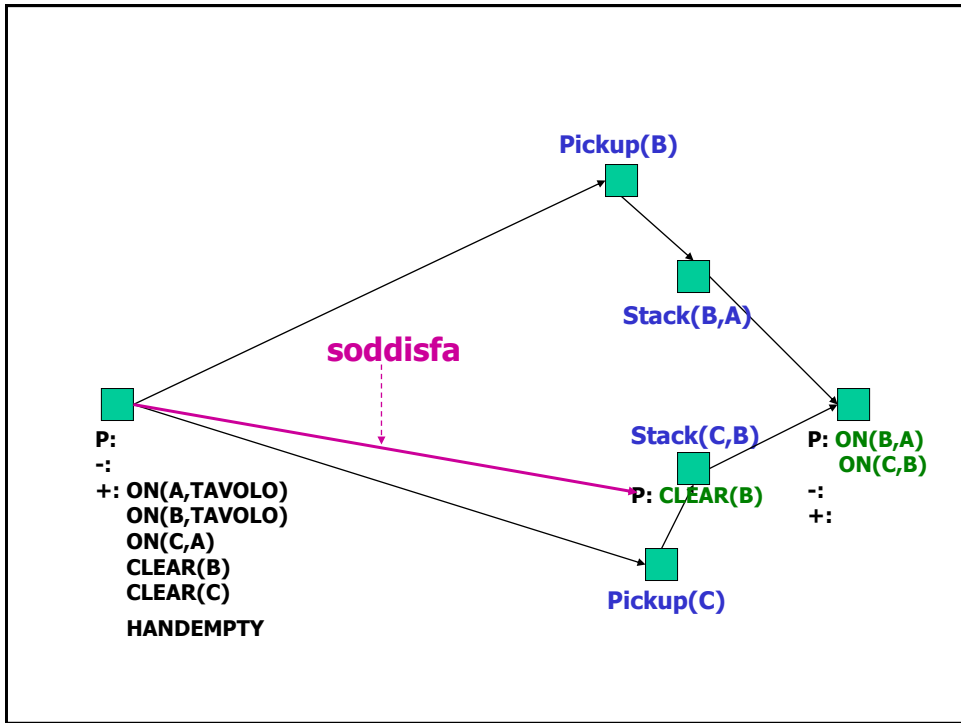 Pickup(B)
Stack(B,A)
soddisfa
P:
-:
+: ON(A,TAVOLO)
ON(B,TAVOLO)
ON(C,A)
CLEAR(B)
CLEAR(C)
HANDEMPTY
Stack(C,B)
P: CLEAR(B)
Pickup(C)
P: ON(B,A)
ON(C,B)
-:
+: